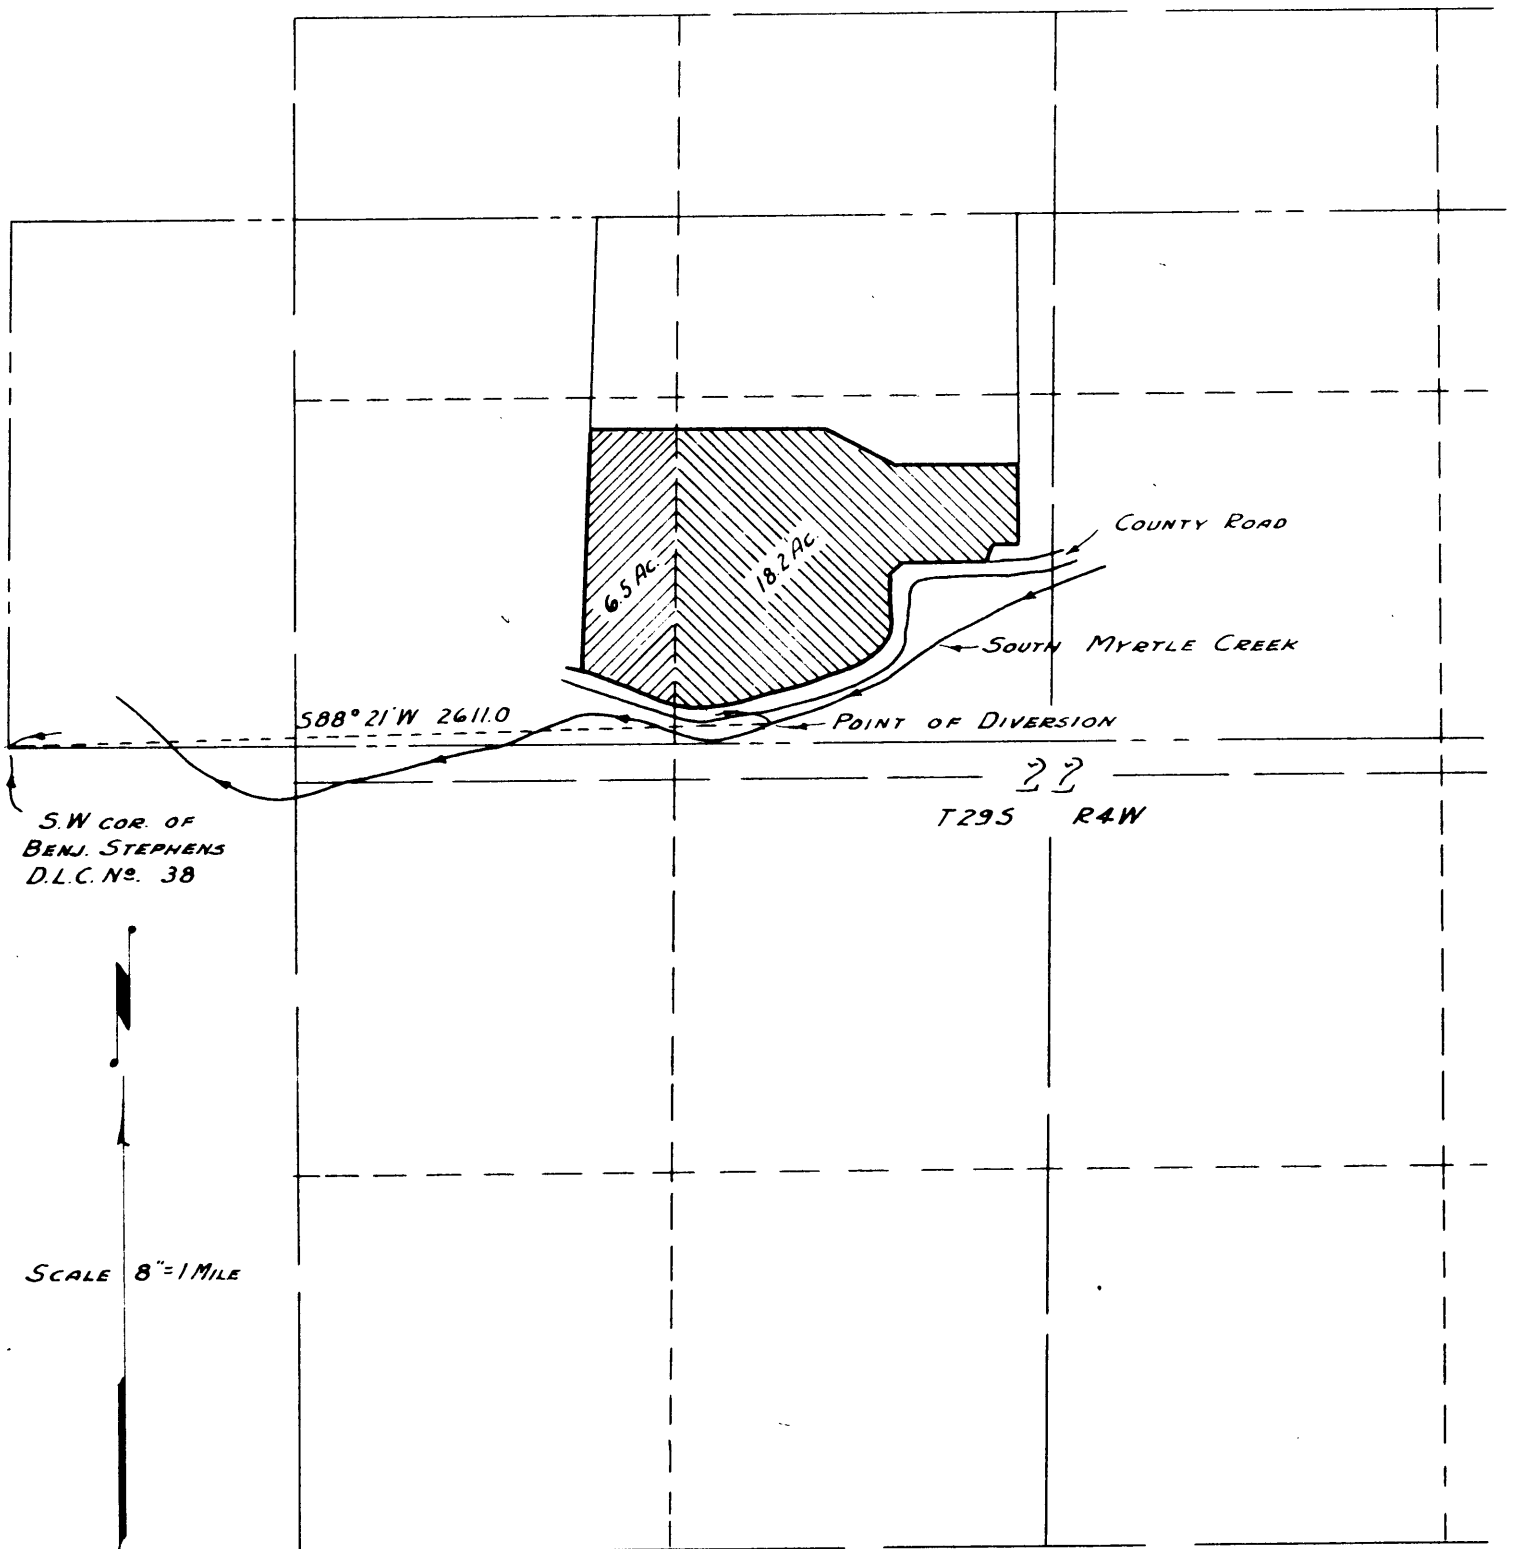 COUNTY ROAD
6.5 Ac.
18.2 Ac.
SOUTH MYRTLE CREEK
S88°21'W 2611.0
POINT OF DIVERSION
22
T29S R4W
S.W COR. OF
BENJ. STEPHENS
D.L.C. No. 38
SCALE 8"=1 MILE